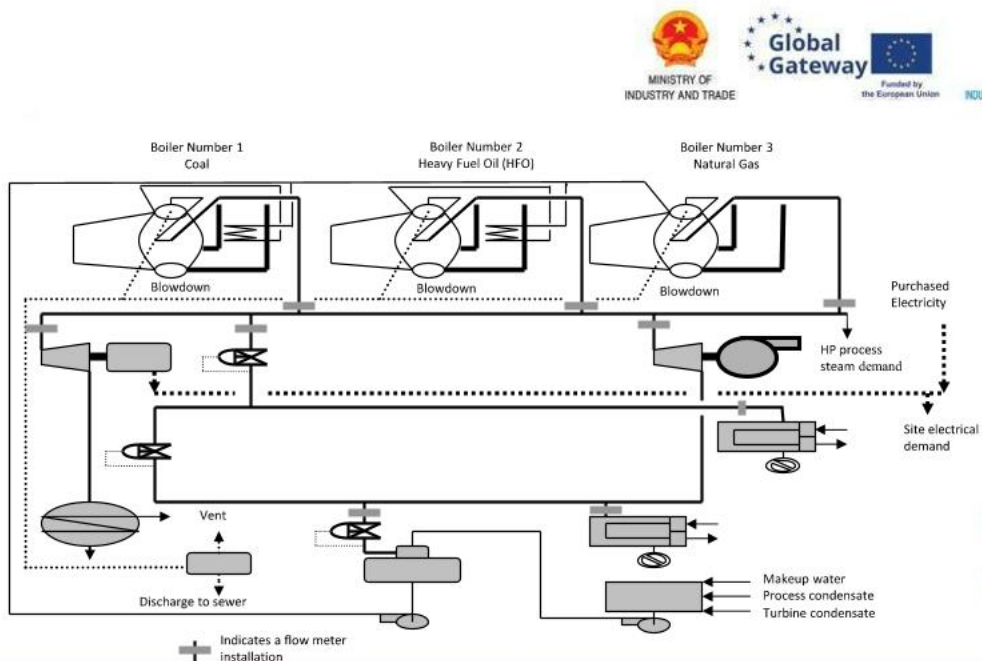 MINISTRY OF
INDUSTRY AND TRADE
Global
Gateway
Funded by
the European Union
INDU
Boiler Number 1
Coal
Boiler Number 2
Heavy Fuel Oil (HFO)
Boiler Number 3
Natural Gas
Blowdown
Blowdown
Blowdown
Purchased
Electricity
HP process
steam demand
Site electrical
demand
Vent
Discharge to sewer
Makeup water
Process condensate
Turbine condensate
Indicates a flow meter
installation